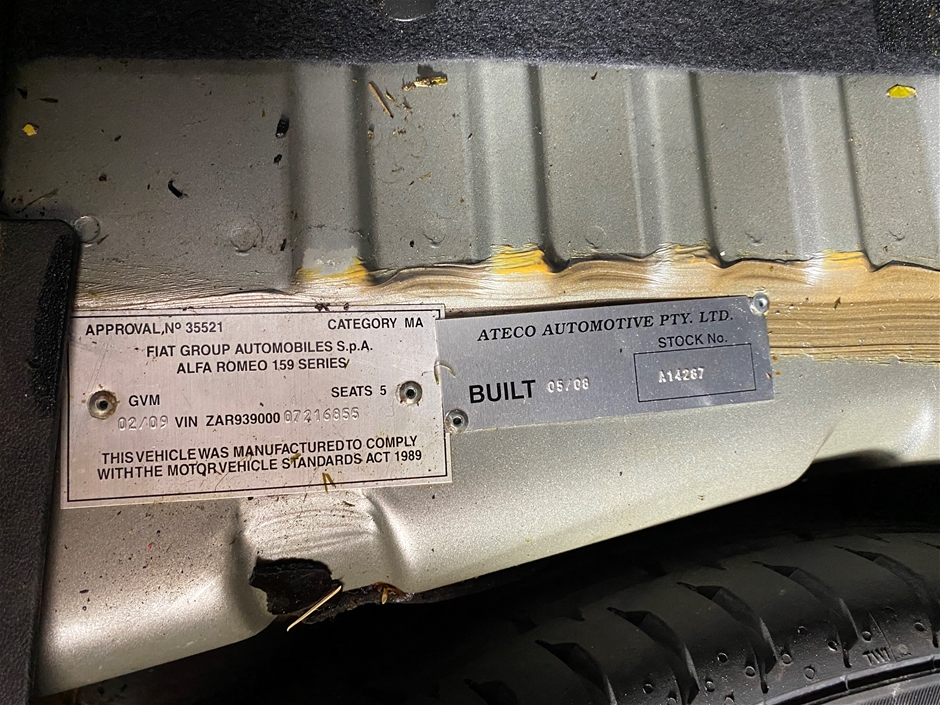 APPROVAL, Nº 35521 CATEGORY MA
FIAT GROUP AUTOMOBILES S.p.A.
ALFA ROMEO 159 SERIES
GVM SEATS 5
02/09 VIN ZAR939000 07216855
THIS VEHICLE WAS MANUFACTURED TO COMPLY
WITH THE MOTOR VEHICLE STANDARDS ACT 1989
ATECO AUTOMOTIVE PTY. LTD.
STOCK No.
BUILT 05/08 A14267
TWI